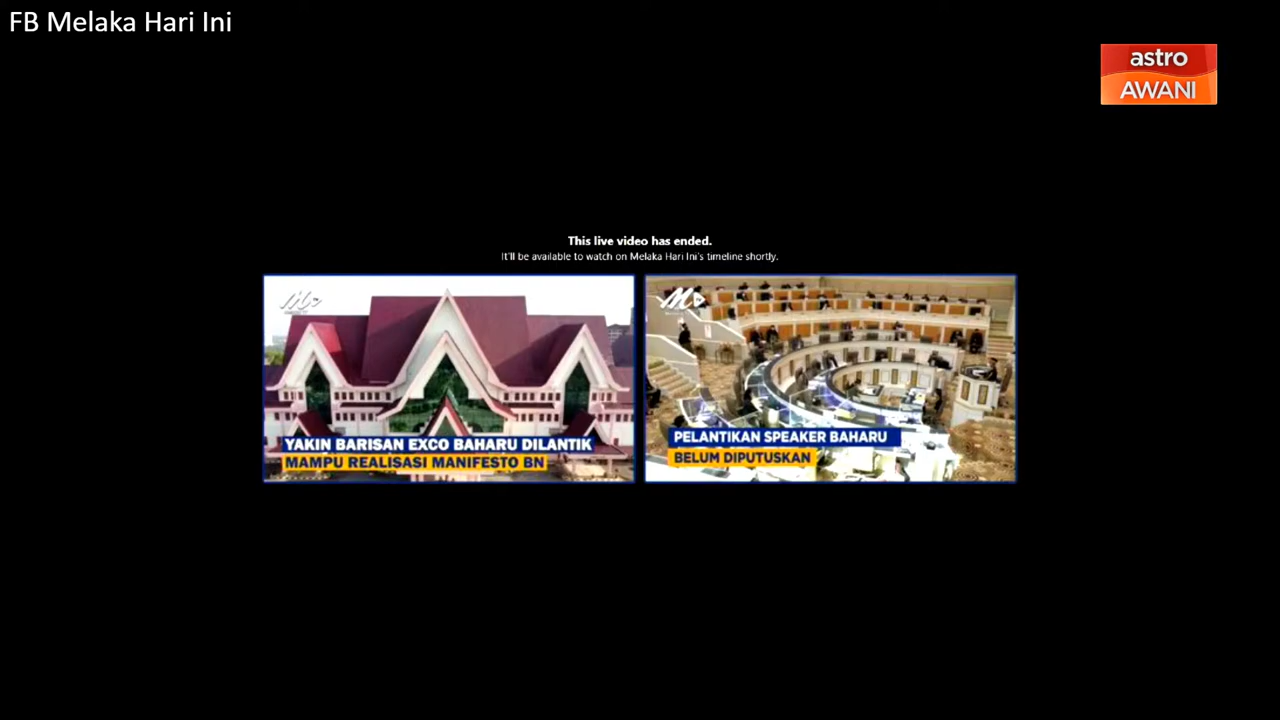 FB Melaka Hari Ini
astro
AWANI
This live video has ended.
It'll be available to watch on Melaka Hari Ini's timeline shortly.
YAKIN BARISAN EXCO BAHARU DILANTIK
MAMPU REALISASI MANIFESTO BN
PELANTIKAN SPEAKER BAHARU
BELUM DIPUTUSKAN